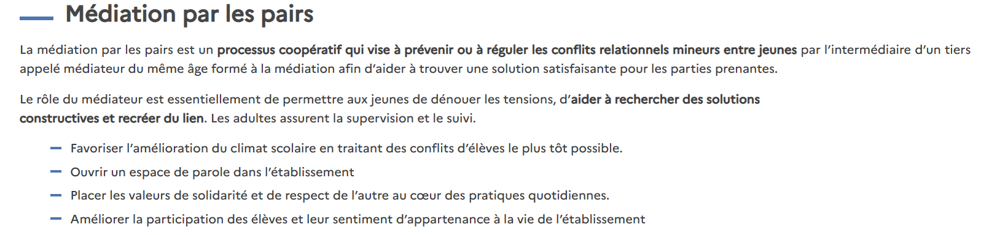 Médiation par les pairs
La médiation par les pairs est un processus coopératif qui vise à prévenir ou à réguler les conflits relationnels mineurs entre jeunes par l’intermédiaire d’un tiers
appelé médiateur du même âge formé à la médiation afin d’aider à trouver une solution satisfaisante pour les parties prenantes.
Le rôle du médiateur est essentiellement de permettre aux jeunes de dénouer les tensions, d’aider à rechercher des solutions
constructives et recréer du lien. Les adultes assurent la supervision et le suivi.
Favoriser l’amélioration du climat scolaire en traitant des conflits d’élèves le plus tôt possible.
Ouvrir un espace de parole dans l’établissement
Placer les valeurs de solidarité et de respect de l’autre au cœur des pratiques quotidiennes.
Améliorer la participation des élèves et leur sentiment d’appartenance à la vie de l’établissement